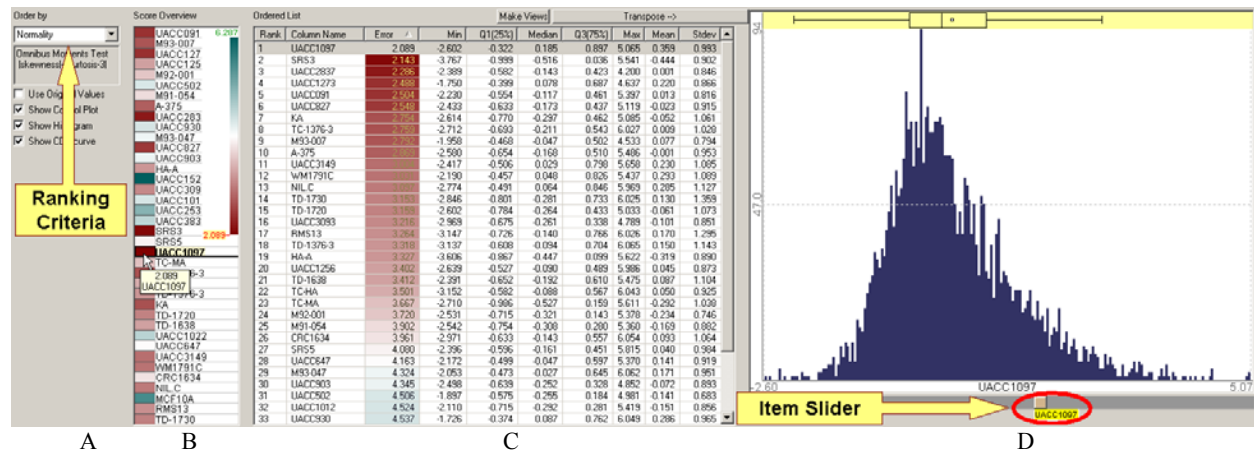 Order by
Normality
Omnibus Moments Test
Use Original Values
Show Control Plot
Show Histogram
Show CDF curve
Ranking
Criteria
Score Overview
6.287
UACC091
M93-007
UACC127
UACC125
M92-001
UACC502
M91-054
A-375
UACC283
UACC930
M93-047
UACC827
UACC903
HA-A
UACC152
UACC309
UACC101
UACC253
UACC383
SRS3
2.089
SRS5
UACC1097
TC-MA
2.089
UACC1097
KA
TD-1720
TD-1638
UACC1022
UACC647
UACC3149
WM1791C
CRC1634
NIL.C
MCF10A
RMS13
TD-1730
Ordered List Make Views Transpose -->
Rank Column Name Error Min Q1(25%) Median Q3(75%) Max Mean Stdev
1 UACC1097 2.089 -2.602 -0.322 0.185 0.897 5.065 0.359 0.993
2 SRS3 2.143 -3.767 -0.999 -0.516 0.036 5.541 -0.444 0.902
3 UACC2837 2.286 -2.389 -0.582 -0.143 0.423 4.200 0.001 0.846
4 UACC1273 2.488 -1.750 -0.399 0.078 0.687 4.637 0.220 0.866
5 UACC091 2.504 -2.230 -0.554 -0.117 0.461 5.397 0.013 0.816
6 UACC827 2.548 -2.433 -0.633 -0.173 0.437 5.119 -0.023 0.915
7 KA 2.754 -2.614 -0.770 -0.297 0.462 5.085 -0.052 1.061
8 TC-1376-3 2.759 -2.712 -0.693 -0.211 0.543 6.027 0.009 1.028
9 M93-007 2.792 -1.958 -0.468 -0.047 0.502 4.533 0.077 0.794
10 A-375 -2.580 -0.654 -0.168 0.510 5.486 -0.001 0.953
11 UACC3149 -2.417 -0.506 0.029 0.798 5.658 0.230 1.085
12 WM1791C -2.190 -0.457 0.048 0.826 5.437 0.293 1.089
13 NIL.C -2.774 -0.491 0.064 0.846 5.969 0.285 1.127
14 TD-1730 3.153 -2.846 -0.801 -0.281 0.733 6.025 0.130 1.359
15 TD-1720 3.159 -2.602 -0.784 -0.264 0.433 5.033 -0.061 1.073
16 UACC3093 3.216 -2.969 -0.675 -0.261 0.338 4.789 -0.101 0.851
17 RMS13 3.264 -3.147 -0.726 -0.140 0.766 6.026 0.170 1.295
18 TD-1376-3 3.318 -3.137 -0.608 -0.094 0.704 6.065 0.150 1.143
19 HA-A 3.327 -3.606 -0.867 -0.447 0.099 5.622 -0.319 0.890
20 UACC1256 3.402 -2.639 -0.527 -0.090 0.489 5.986 0.045 0.873
21 TD-1638 3.412 -2.391 -0.652 -0.192 0.610 5.475 0.087 1.104
22 TC-HA 3.501 -3.152 -0.582 -0.088 0.567 6.043 0.050 0.925
23 TC-MA 3.667 -2.710 -0.986 -0.527 0.159 5.611 -0.292 1.038
24 M92-001 3.720 -2.531 -0.715 -0.321 0.143 5.378 -0.234 0.746
25 M91-054 3.902 -2.542 -0.754 -0.308 0.280 5.360 -0.169 0.882
26 CRC1634 3.961 -2.971 -0.633 -0.143 0.557 6.054 0.093 1.064
27 SRS5 4.080 -2.396 -0.596 -0.161 0.451 5.815 0.040 0.984
28 UACC647 4.163 -2.172 -0.499 -0.047 0.597 5.370 0.141 0.919
29 M93-047 4.324 -2.053 -0.473 -0.027 0.645 6.062 0.171 0.951
30 UACC903 4.345 -2.498 -0.639 -0.252 0.328 4.852 -0.072 0.893
31 UACC502 4.506 -1.897 -0.575 -0.255 0.184 4.981 -0.141 0.683
32 UACC1012 4.524 -2.110 -0.715 -0.292 0.281 5.419 -0.151 0.856
33 UACC930 4.537 -1.726 -0.374 0.087 0.762 6.049 0.286 0.965
94
47.0
-2.60 UACC1097 5.07
Item Slider
UACC1097
A B C D